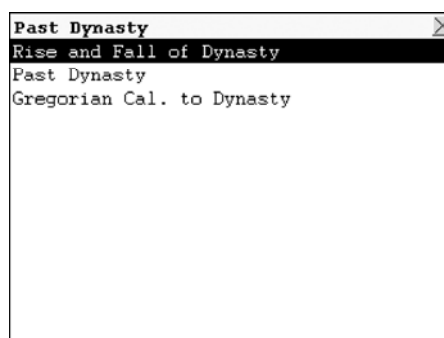 Past Dynasty
Rise and Fall of Dynasty
Past Dynasty
Gregorian Cal. to Dynasty